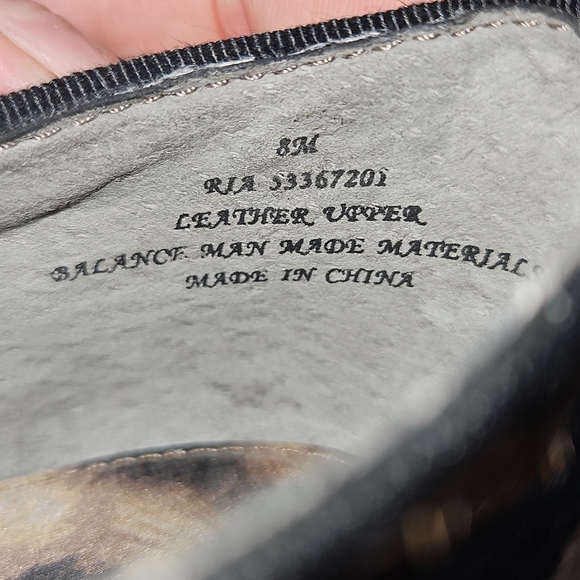 8M
RIA 53367201
LEATHER UPPER
BALANCE MAN MADE MATERIALS
MADE IN CHINA